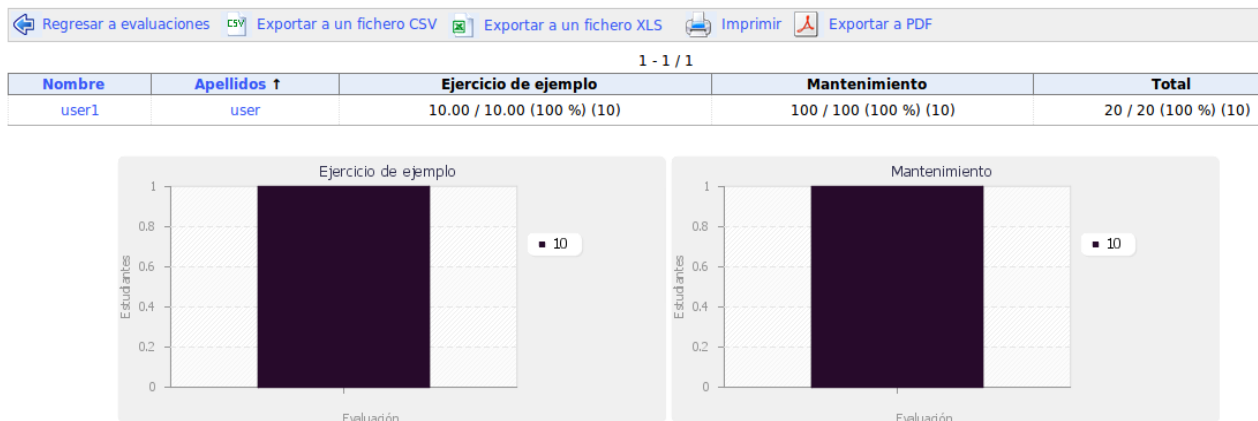 Regresar a evaluaciones CSV Exportar a un fichero CSV Exportar a un fichero XLS Imprimir Exportar a PDF
1 - 1 / 1
Nombre Apellidos ↑ Ejercicio de ejemplo Mantenimiento Total
user1 user 10.00 / 10.00 (100 %) (10) 100 / 100 (100 %) (10) 20 / 20 (100 %) (10)
Ejercicio de ejemplo
1
0.8
0.6
0.4
0.2
0
Estudiantes
Evaluación
10
Mantenimiento
1
0.8
0.6
0.4
0.2
0
Estudiantes
Evaluación
10